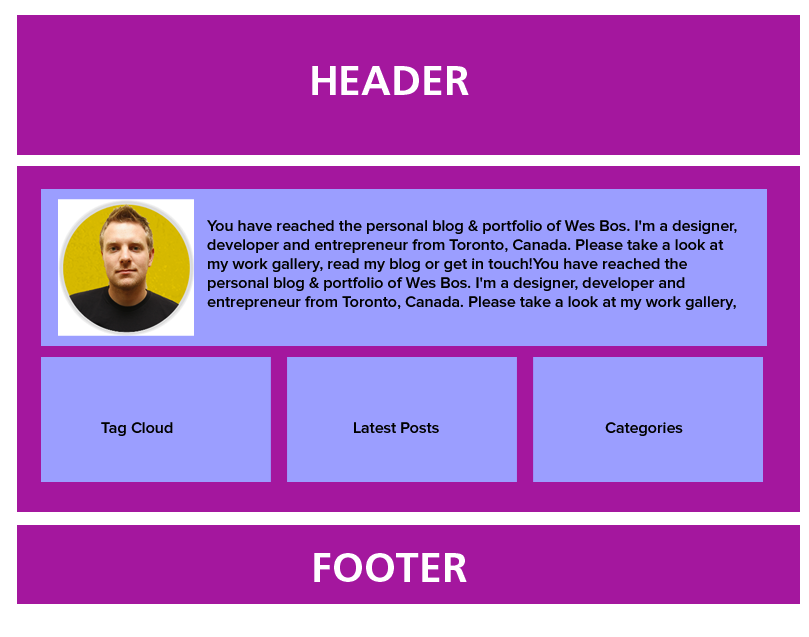 HEADER
You have reached the personal blog & portfolio of Wes Bos. I'm a designer,
developer and entrepreneur from Toronto, Canada. Please take a look at
my work gallery, read my blog or get in touch!You have reached the
personal blog & portfolio of Wes Bos. I'm a designer, developer and
entrepreneur from Toronto, Canada. Please take a look at my work gallery,
Tag Cloud
Latest Posts
Categories
FOOTER